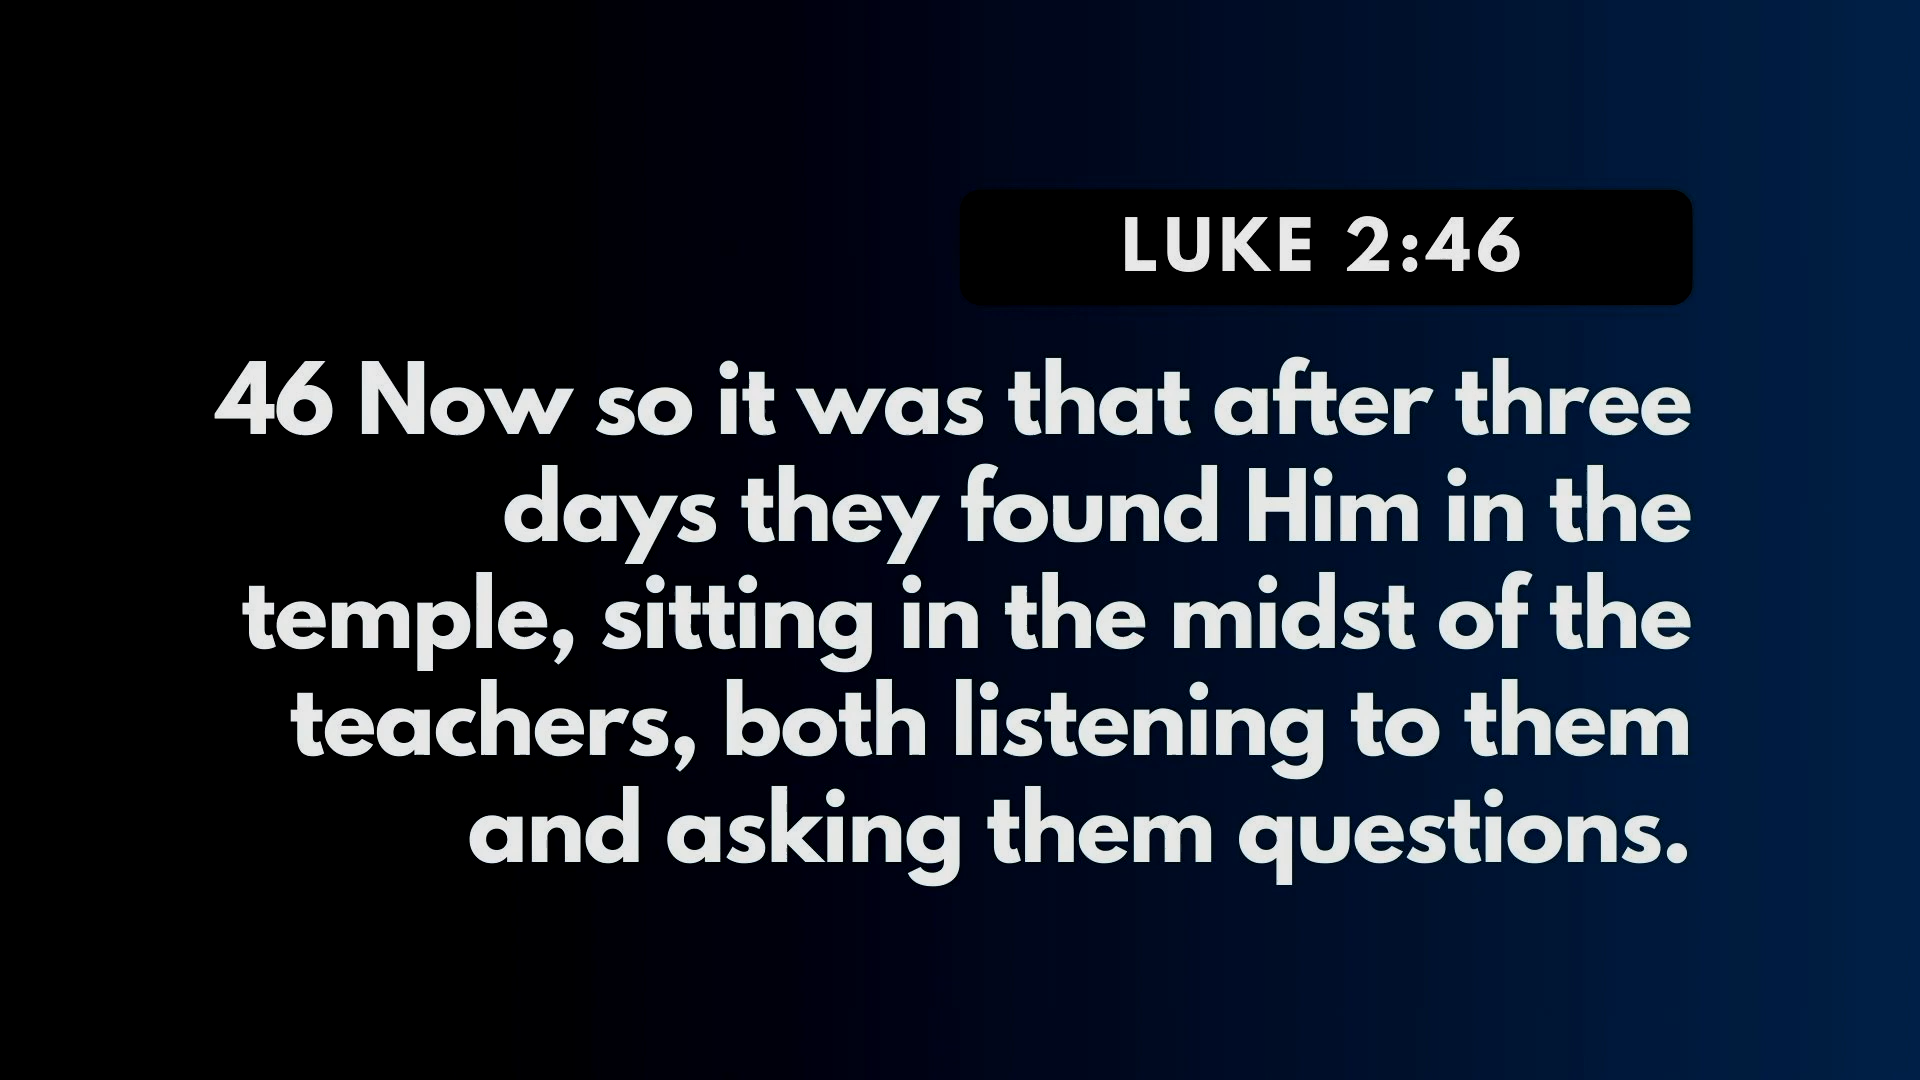 LUKE 2:46
46 Now so it was that after three
days they found Him in the
temple, sitting in the midst of the
teachers, both listening to them
and asking them questions.